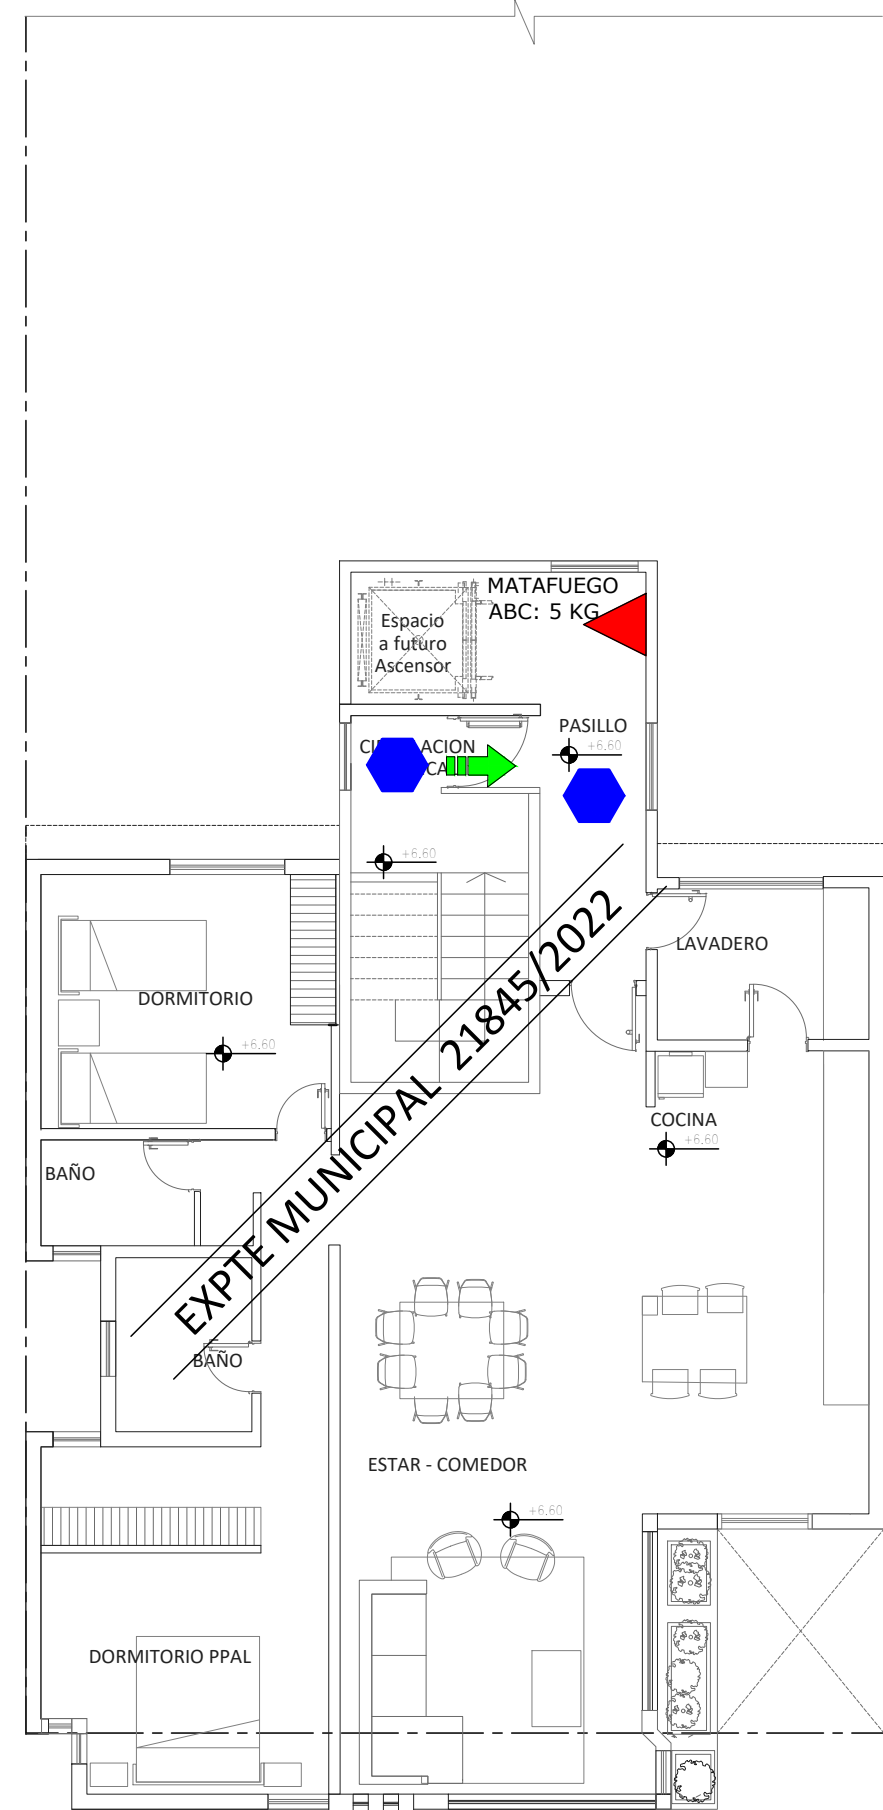 MATAFUEGO
ABC: 5 KG
Espacio
a futuro
Ascensor
PASILLO
+6.60
+6.60
LAVADERO
DORMITORIO
+6.60
EXPTE MUNICIPAL 21845/2022
COCINA
+6.60
BAÑO
BAÑO
ESTAR - COMEDOR
+6.60
DORMITORIO PPAL